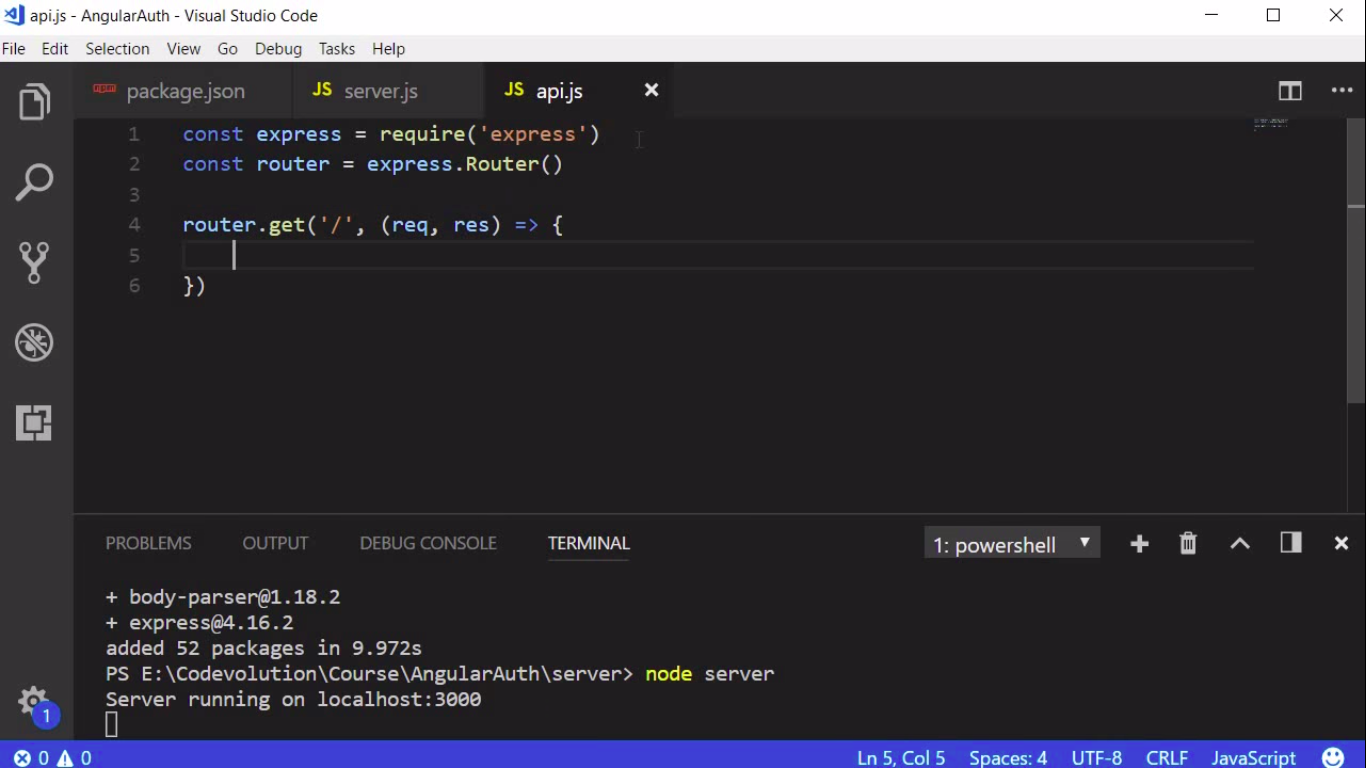 api.js - AngularAuth - Visual Studio Code
File Edit Selection View Go Debug Tasks Help
npm package.json JS server.js JS api.js
1 const express = require('express')
2 const router = express.Router()
3
4 router.get('/', (req, res) => {
5
6 })
PROBLEMS OUTPUT DEBUG CONSOLE TERMINAL 1: powershell
+ body-parser@1.18.2
+ express@4.16.2
added 52 packages in 9.972s
PS E:\Codevolution\Course\AngularAuth\server> node server
Server running on localhost:3000
1
0 0 Ln 5, Col 5 Spaces: 4 UTF-8 CRLF JavaScript